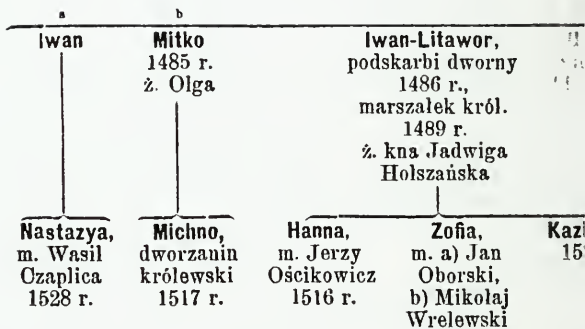 a
b
Iwan
Mitko
1485 r.
ż. Olga
Iwan-Litawor,
podskarbi dworny
1486 r.,
marszałek król.
1489 r.
ż. kna Jadwiga
Holszańska
Nastazya,
m. Wasil
Czaplica
1528 r.
Michno,
dworzanin
królewski
1517 r.
Hanna,
m. Jerzy
Ościkowicz
1516 r.
Zofia,
m. a) Jan
Oborski,
b) Mikołaj
Wrelewski